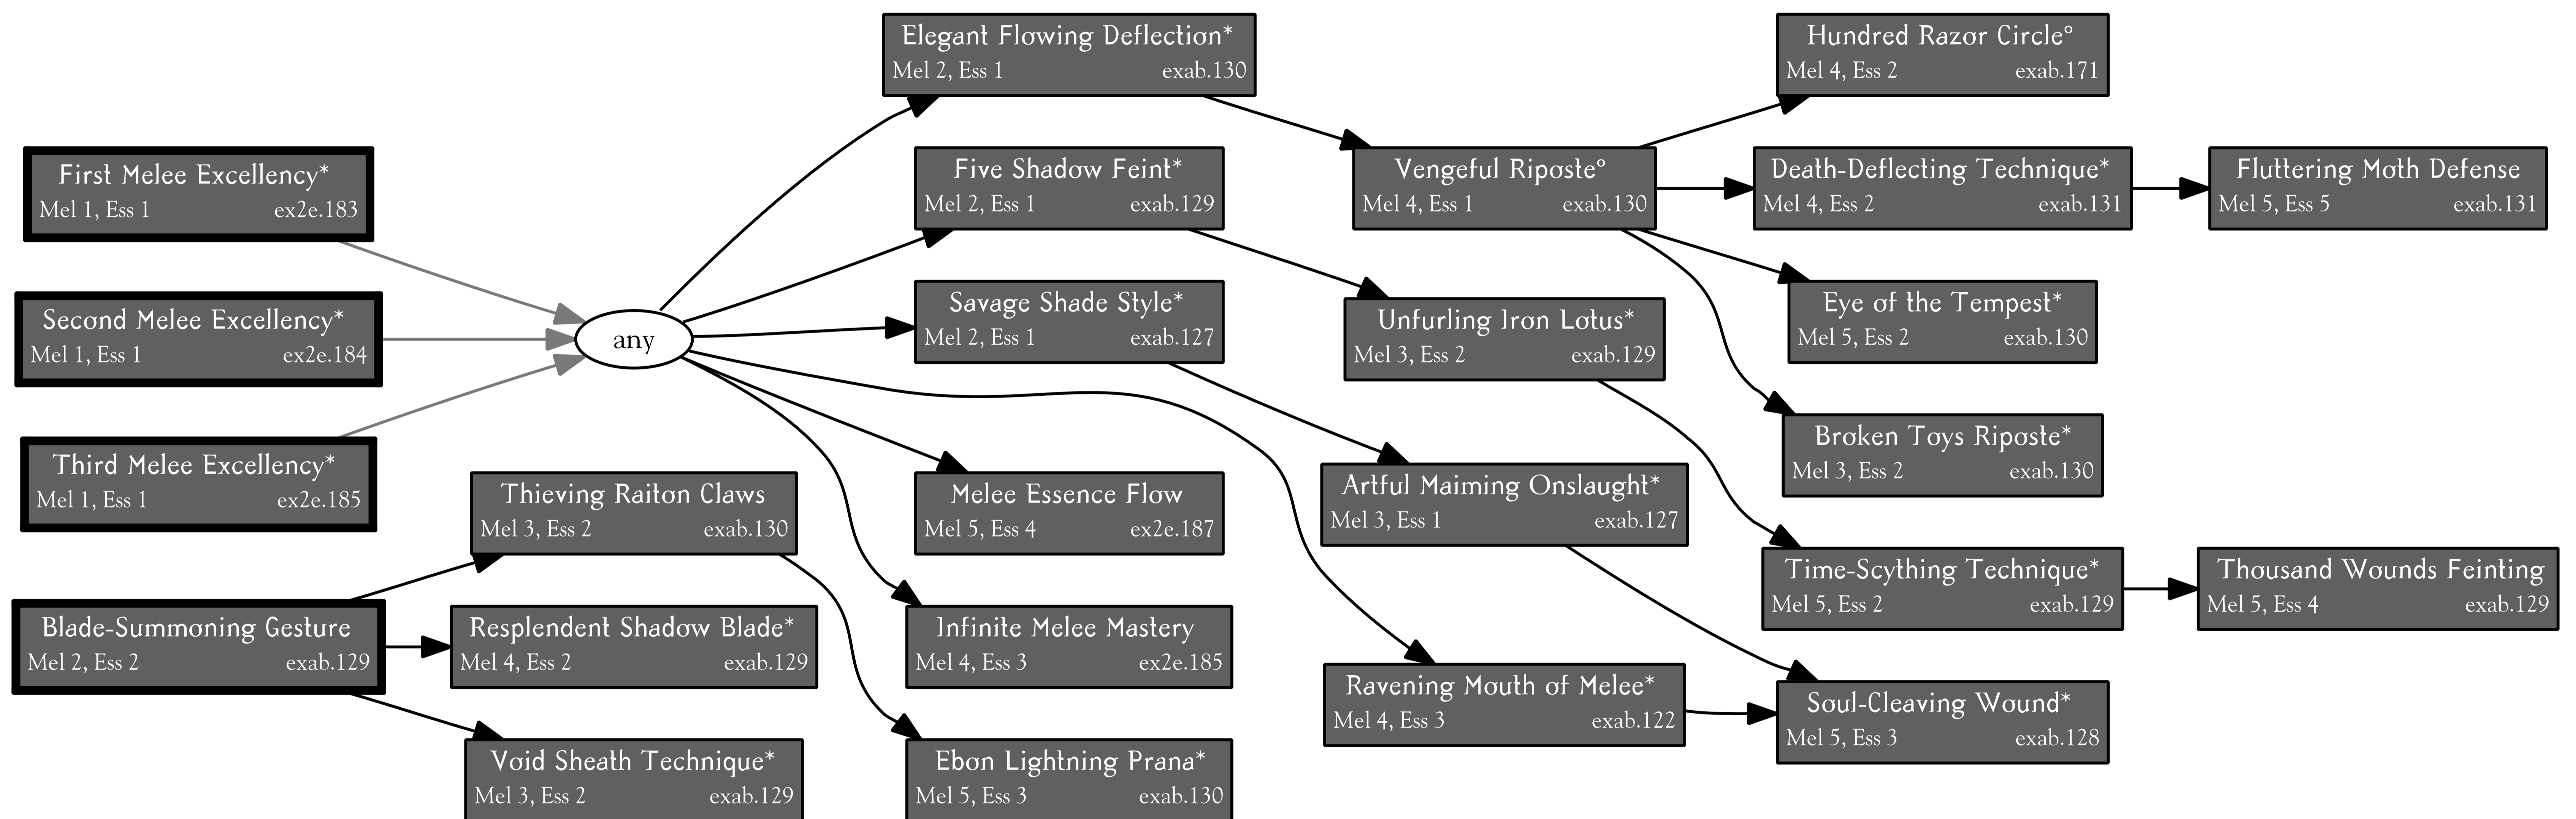 Elegant Flowing Deflection*
Mel 2, Ess 1 exab.130
Hundred Razor Circle°
Mel 4, Ess 2 exab.171
First Melee Excellency*
Mel 1, Ess 1 ex2e.183
Five Shadow Feint*
Mel 2, Ess 1 exab.129
Vengeful Riposte°
Mel 4, Ess 1 exab.130
Death-Deflecting Technique*
Mel 4, Ess 2 exab.131
Fluttering Moth Defense
Mel 5, Ess 5 exab.131
Second Melee Excellency*
Mel 1, Ess 1 ex2e.184
any
Savage Shade Style*
Mel 2, Ess 1 exab.127
Unfurling Iron Lotus*
Mel 3, Ess 2 exab.129
Eye of the Tempest*
Mel 5, Ess 2 exab.130
Broken Toys Riposte*
Mel 3, Ess 2 exab.130
Third Melee Excellency*
Mel 1, Ess 1 ex2e.185
Thieving Raiton Claws
Mel 3, Ess 2 exab.130
Melee Essence Flow
Mel 5, Ess 4 ex2e.187
Artful Maiming Onslaught*
Mel 3, Ess 1 exab.127
Time-Scything Technique*
Mel 5, Ess 2 exab.129
Thousand Wounds Feinting
Mel 5, Ess 4 exab.129
Blade-Summoning Gesture
Mel 2, Ess 2 exab.129
Resplendent Shadow Blade*
Mel 4, Ess 2 exab.129
Infinite Melee Mastery
Mel 4, Ess 3 ex2e.185
Ravening Mouth of Melee*
Mel 4, Ess 3 exab.122
Soul-Cleaving Wound*
Mel 5, Ess 3 exab.128
Void Sheath Technique*
Mel 3, Ess 2 exab.129
Ebon Lightning Prana*
Mel 5, Ess 3 exab.130